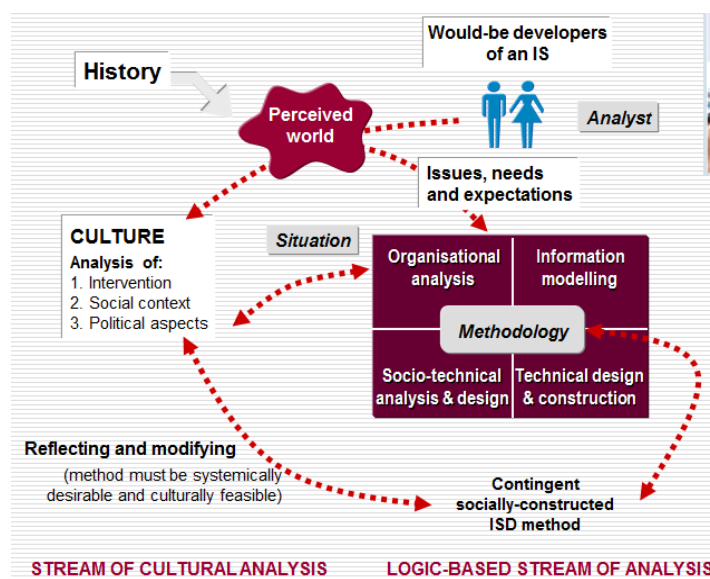 Would-be developers
of an IS
History
Perceived
world
Analyst
Issues, needs
and expectations
CULTURE
Analysis of:
1. Intervention
2. Social context
3. Political aspects
Situation
Organisational
analysis
Information
modelling
Methodology
Socio-technical
analysis & design
Technical design
& construction
Reflecting and modifying
(method must be systemically
desirable and culturally feasible)
Contingent
socially-constructed
ISD method
STREAM OF CULTURAL ANALYSIS
LOGIC-BASED STREAM OF ANALYSIS